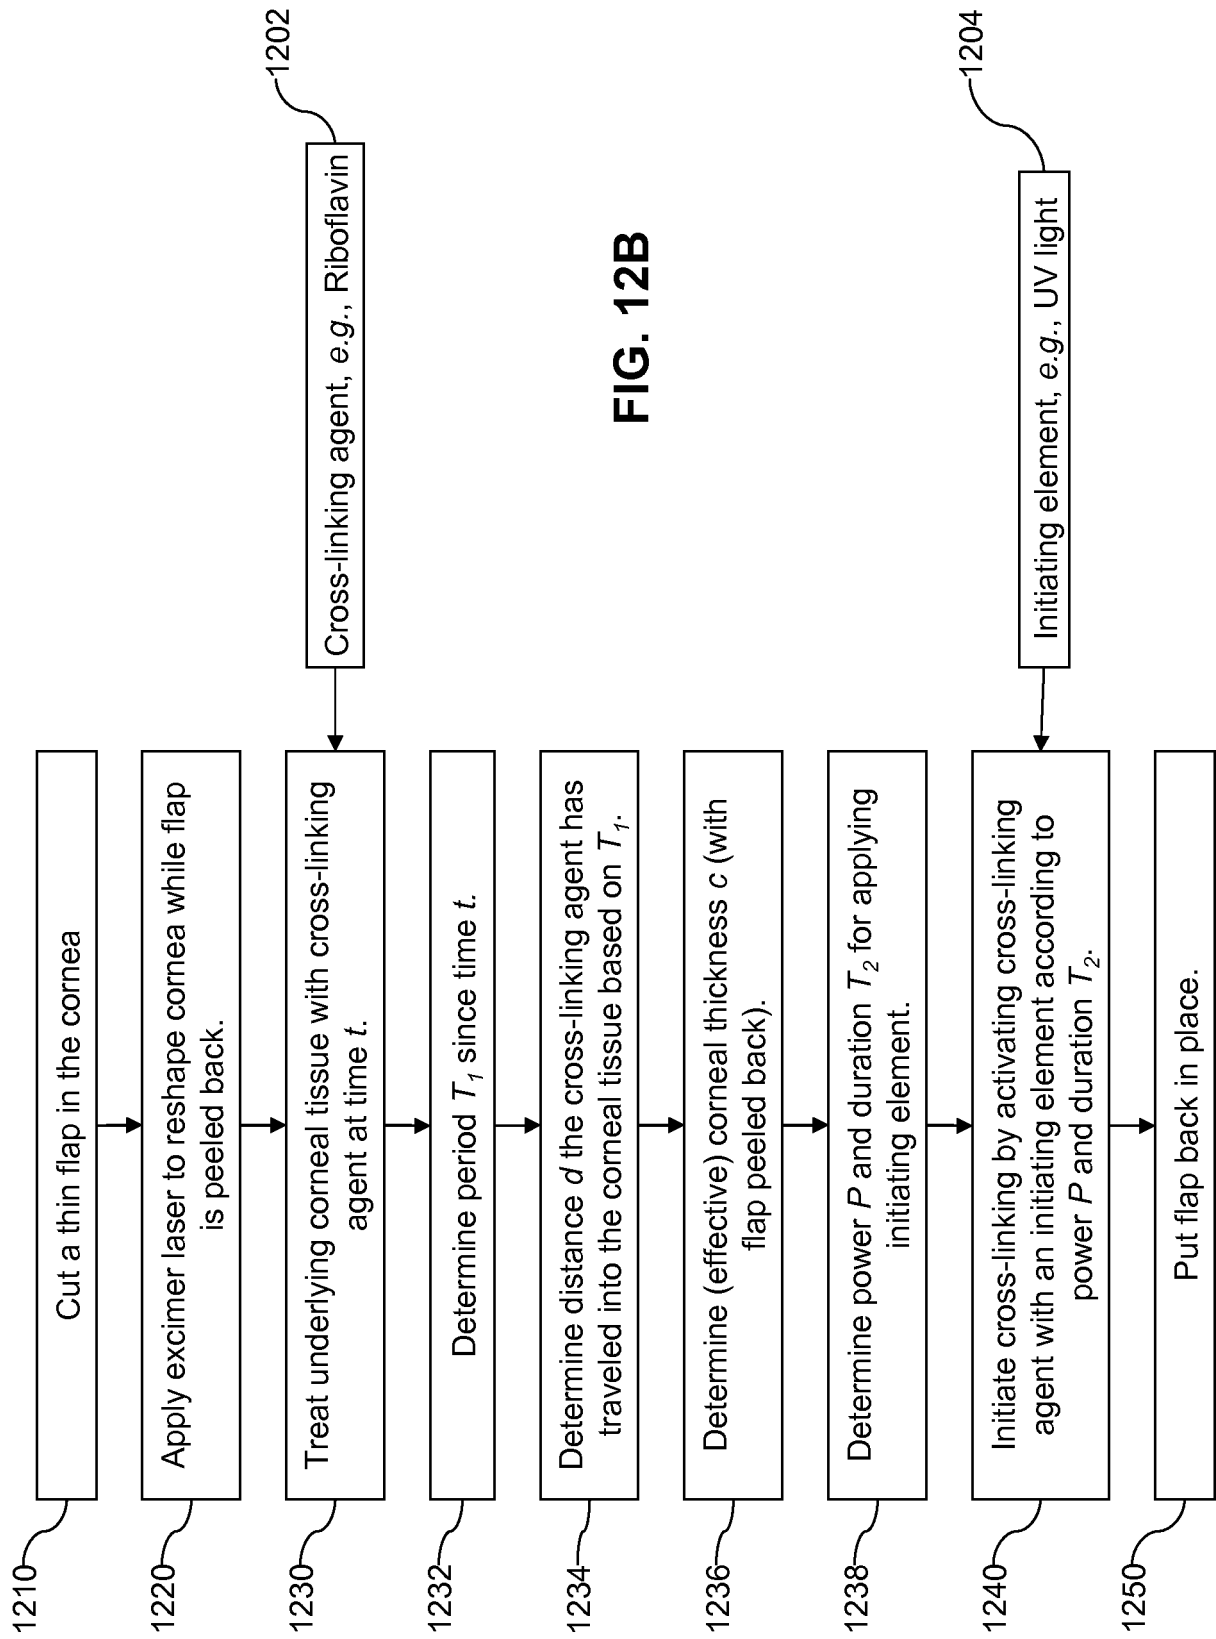 1210
Cut a thin flap in the cornea
1220
Apply excimer laser to reshape cornea while flap
is peeled back.
1230
Treat underlying corneal tissue with cross-linking
agent at time t.
Cross-linking agent, e.g., Riboflavin
1202
1232
Determine period T₁ since time t.
1234
Determine distance d the cross-linking agent has
traveled into the corneal tissue based on T₁.
1236
Determine (effective) corneal thickness c (with
flap peeled back).
1238
Determine power P and duration T₂ for applying
initiating element.
1240
Initiate cross-linking by activating cross-linking
agent with an initiating element according to
power P and duration T₂.
Initiating element, e.g., UV light
1204
1250
Put flap back in place.
FIG. 12B